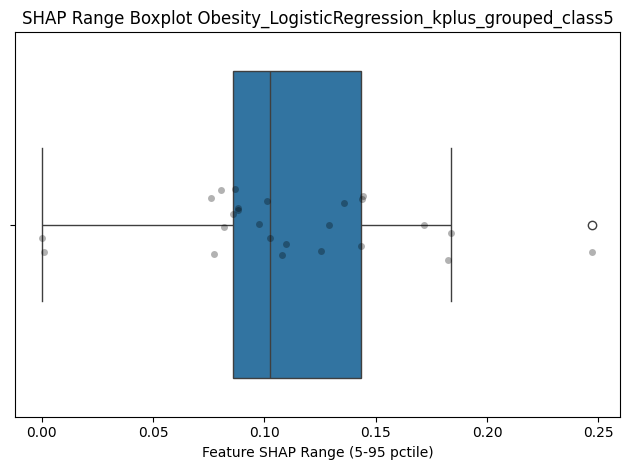 SHAP Range Boxplot Obesity_LogisticRegression_kplus_grouped_class5
0.00 0.05 0.10 0.15 0.20 0.25
Feature SHAP Range (5-95 pctile)